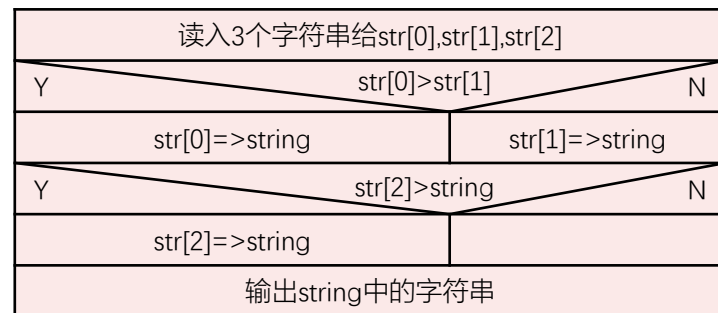 读入3个字符串给str[0],str[1],str[2]
Y str[0]>str[1] N
str[0]=>string str[1]=>string
Y str[2]>string N
str[2]=>string
输出string中的字符串